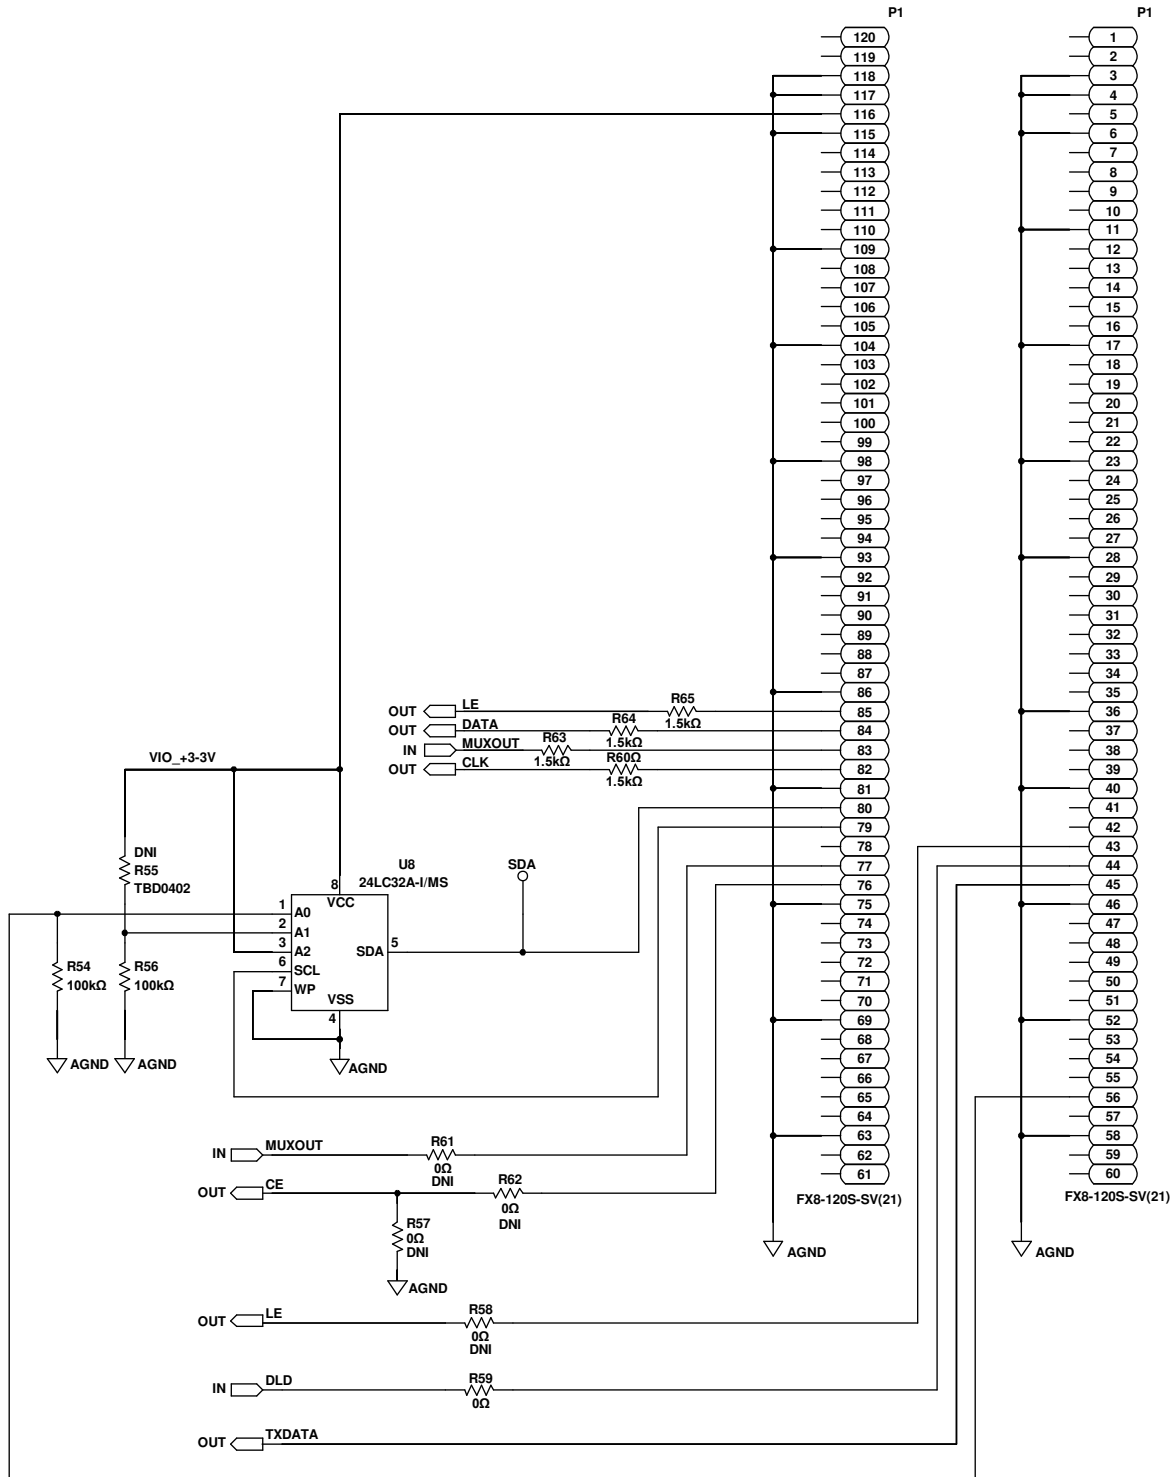 P1
P1
120
119
118
117
116
115
114
113
112
111
110
109
108
107
106
105
104
103
102
101
100
99
98
97
96
95
94
93
92
91
90
89
88
87
86
85
84
83
82
81
80
79
78
77
76
75
74
73
72
71
70
69
68
67
66
65
64
63
62
61
FX8-120S-SV(21)
AGND
1
2
3
4
5
6
7
8
9
10
11
12
13
14
15
16
17
18
19
20
21
22
23
24
25
26
27
28
29
30
31
32
33
34
35
36
37
38
39
40
41
42
43
44
45
46
47
48
49
50
51
52
53
54
55
56
57
58
59
60
FX8-120S-SV(21)
AGND
OUT LE R65
1.5kΩ
OUT DATA R64
1.5kΩ
IN MUXOUT R63
1.5kΩ
OUT CLK R60Ω
1.5kΩ
VIO_+3-3V
DNI
R55
TBD0402
U8
24LC32A-I/MS
SDA
8
VCC
1 A0
2 A1
3 A2
6 SCL
7 WP
SDA 5
VSS
4
R54
100kΩ
R56
100kΩ
AGND
AGND
AGND
IN MUXOUT R61
0Ω
DNI
OUT CE R62
0Ω
DNI
R57
0Ω
DNI
AGND
OUT LE R58
0Ω
DNI
IN DLD R59
0Ω
OUT TXDATA